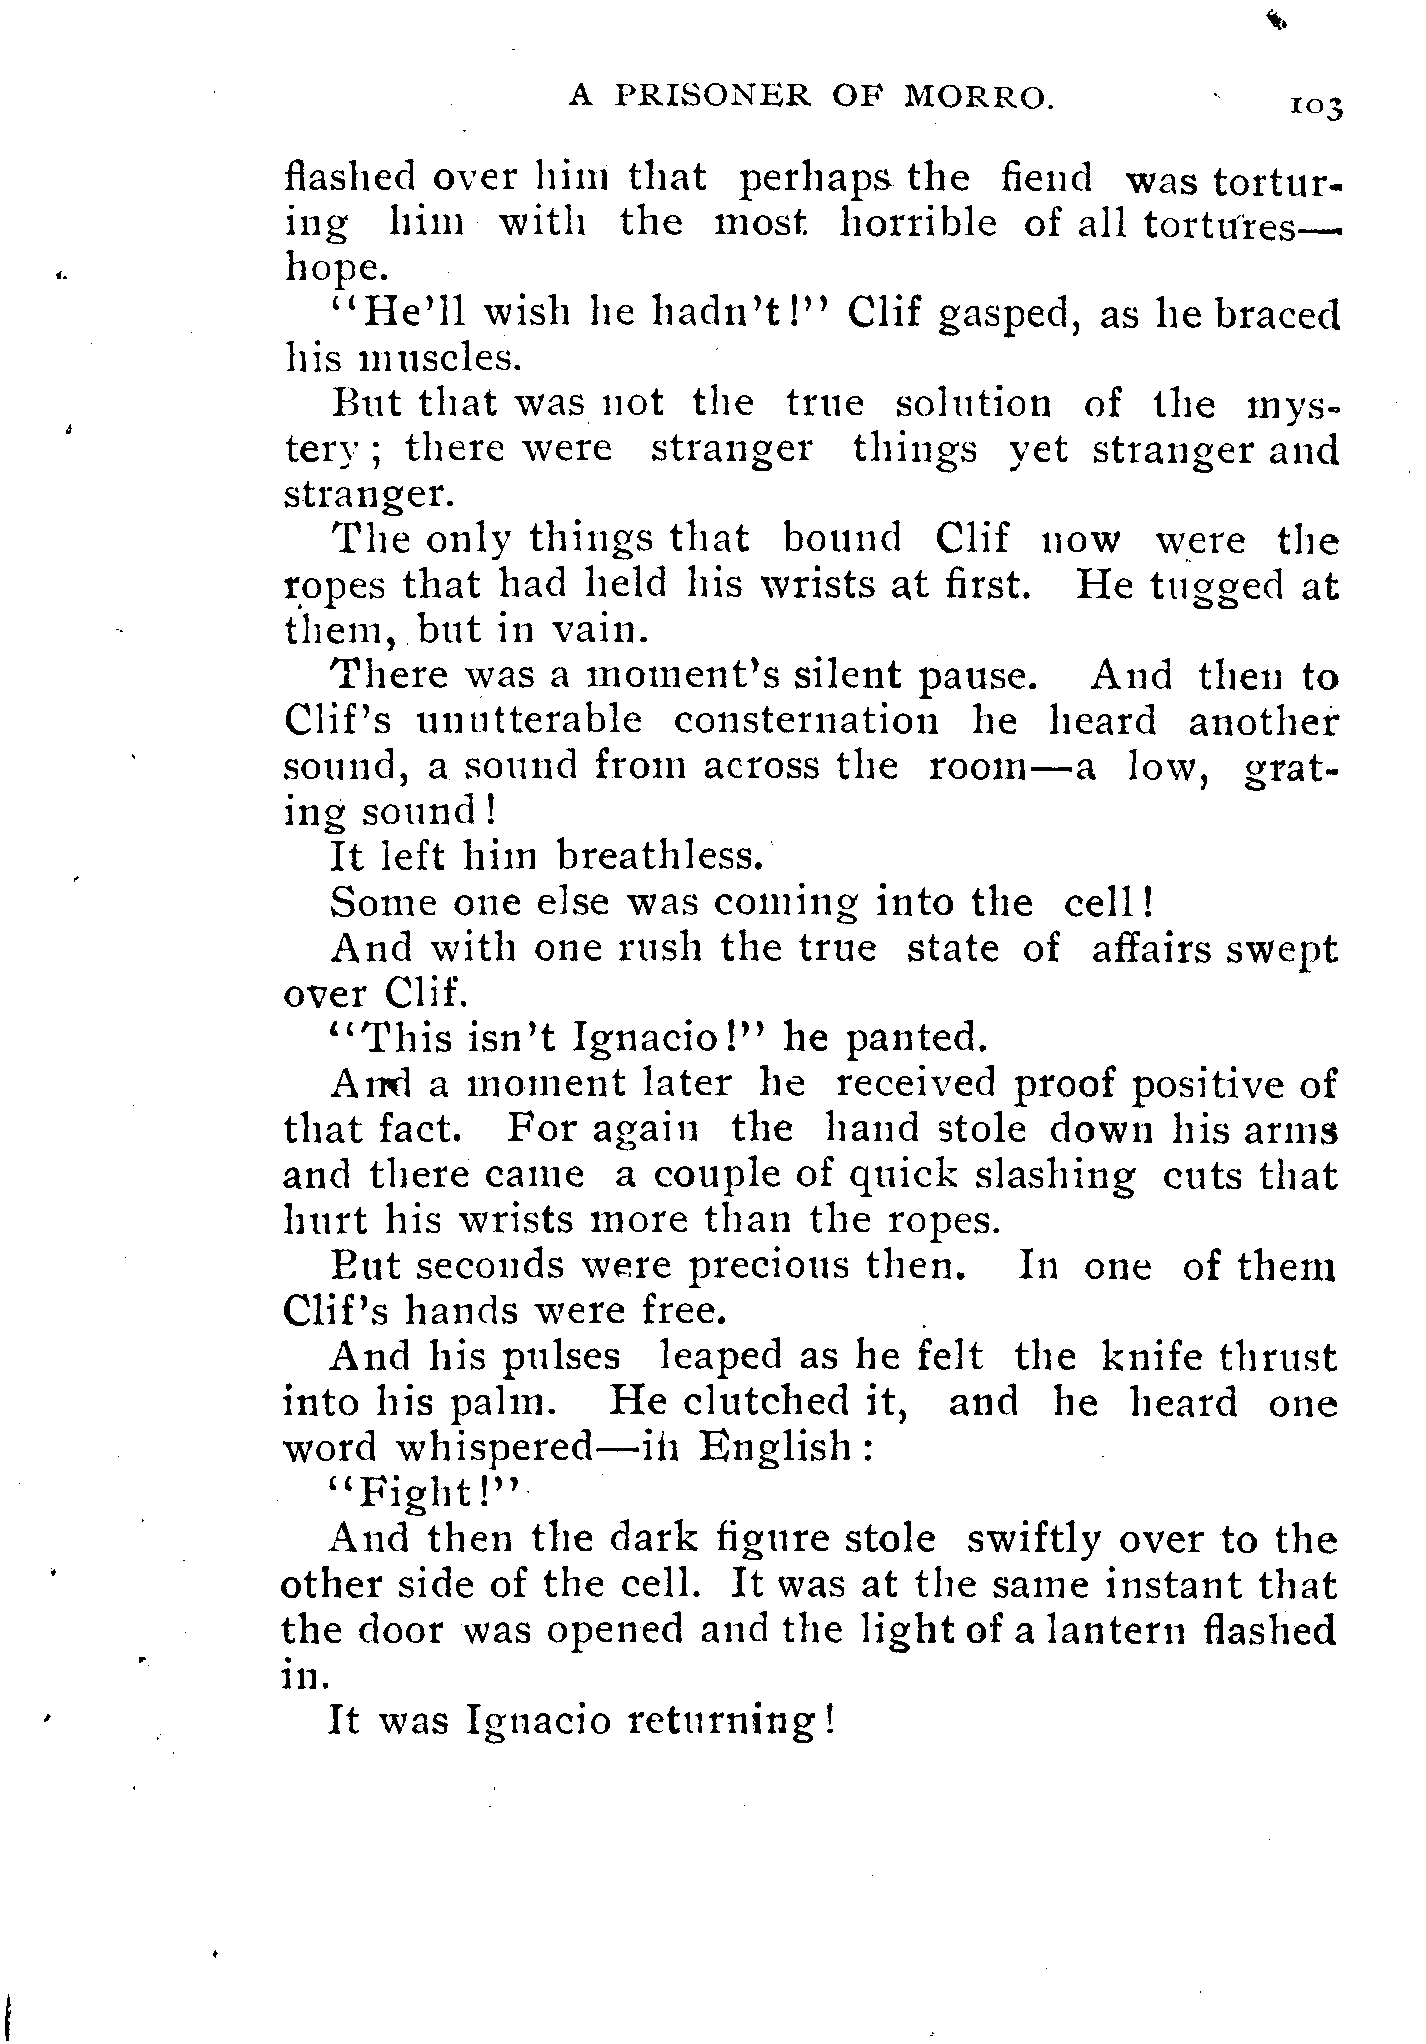 A PRISONER OF MORRO. 103
flashed over him that perhaps the fiend was tortur-
ing him with the most horrible of all tortures—
hope.
"He'll wish he hadn't!" Clif gasped, as he braced
his muscles.
But that was not the true solution of the mys-
tery; there were stranger things yet stranger and
stranger.
The only things that bound Clif now were the
ropes that had held his wrists at first. He tugged at
them, but in vain.
There was a moment's silent pause. And then to
Clif's unutterable consternation he heard another
sound, a sound from across the room—a low, grat-
ing sound!
It left him breathless.
Some one else was coming into the cell!
And with one rush the true state of affairs swept
over Clif.
"This isn't Ignacio!" he panted.
And a moment later he received proof positive of
that fact. For again the hand stole down his arms
and there came a couple of quick slashing cuts that
hurt his wrists more than the ropes.
But seconds were precious then. In one of them
Clif's hands were free.
And his pulses leaped as he felt the knife thrust
into his palm. He clutched it, and he heard one
word whispered—in English:
"Fight!"
And then the dark figure stole swiftly over to the
other side of the cell. It was at the same instant that
the door was opened and the light of a lantern flashed
in.
It was Ignacio returning!